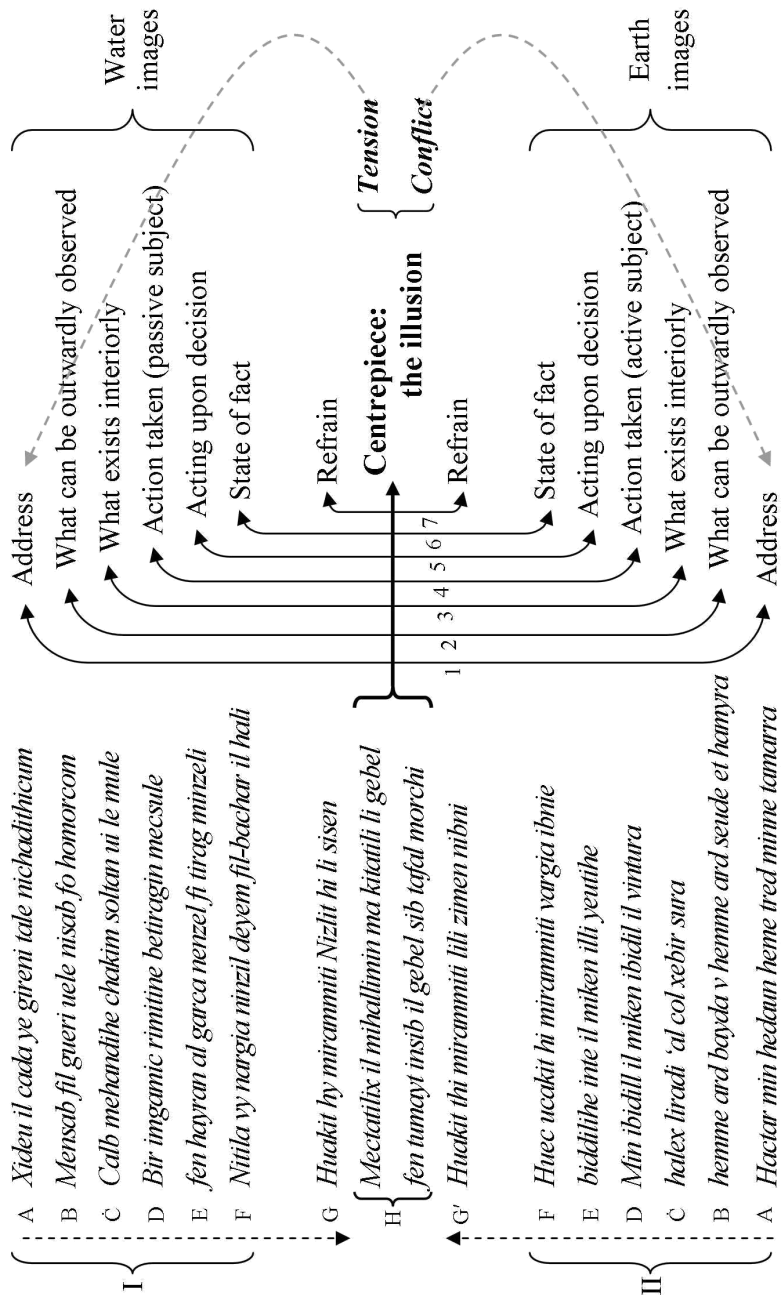 I
A Xideu il cada ye gireni tale nichadithicum
B Mensab fil gueri uele nisab fo homorcom
Ċ Calb mehandihe chakim soltan ui le mule
D Bir imgamic rimitine betiragin mecsule
E fen hayran al garca nenzel fi tirag minzeli
F Nitila vy nargia ninzil deyem fil-bachar il hali
G Huakit hy mirammiti Nizlit hi li sisen
H Mectatilix il mihallimin ma kitatili li gebel
fen tumayt insib il gebel sib tafal morchi
G' Huakit thi mirammiti lili zimen nibni
II
F Huec ucakit hi mirammiti vargia ibnie
E biddilihe inte il miken illi yeutihe
D Min ibidill il miken ibidil il vintura
Ċ halex liradi ‘al col xebir sura
B hemme ard bayda v hemme ard seude et hamyra
A Hactar min hedaun heme tred minne tamarra
1 2 3 4 5 6 7
Address
What can be outwardly observed
What exists interiorly
Action taken (passive subject)
Acting upon decision
State of fact
Refrain
Centrepiece:
the illusion
Refrain
State of fact
Acting upon decision
Action taken (active subject)
What exists interiorly
What can be outwardly observed
Address
Tension
Conflict
Water
images
Earth
images